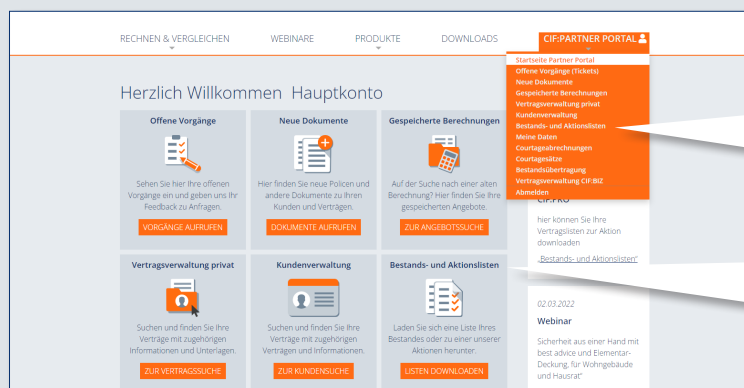 RECHNEN & VERGLEICHEN
WEBINARE
PRODUKTE
DOWNLOADS
CIF:PARTNER PORTAL
Startseite Partner Portal
Offene Vorgänge (Tickets)
Neue Dokumente
Gespeicherte Berechnungen
Vertragsverwaltung privat
Kundenverwaltung
Bestands- und Aktionslisten
Meine Daten
Courtageabrechnungen
Courtagesätze
Bestandsübertragung
Vertragsverwaltung CIF:BIZ
Abmelden
Herzlich Willkommen Hauptkonto
Offene Vorgänge
Sehen Sie hier Ihre offenen
Vorgänge ein und geben uns Ihr
Feedback zu Anfragen.
VORGÄNGE AUFRUFEN
Neue Dokumente
Hier finden Sie neue Policen und
andere Dokumente zu Ihren
Kunden und Verträgen.
DOKUMENTE AUFRUFEN
Gespeicherte Berechnungen
Auf der Suche nach einer alten
Berechnung? Hier finden Sie Ihre
gespeicherten Angebote.
ZUR ANGEBOTSSUCHE
CIF:PRO
hier können Sie Ihre
Vertragslisten zur Aktion
downloaden
„Bestands- und Aktionslisten"
Vertragsverwaltung privat
Suchen und finden Sie Ihre
Verträge mit zugehörigen
Informationen und Unterlagen.
ZUR VERTRAGSSUCHE
Kundenverwaltung
Suchen und finden Sie Ihre
Verträge mit zugehörigen
Verträgen und Informationen.
ZUR KUNDENSUCHE
Bestands- und Aktionslisten
Laden Sie sich eine Liste Ihres
Bestandes oder zu einer unserer
Aktionen herunter.
LISTEN DOWNLOADEN
02.03.2022
Webinar
Sicherheit aus einer Hand mit
best advice und Elementar-
Deckung, für Wohngebäude
und Hausrat"